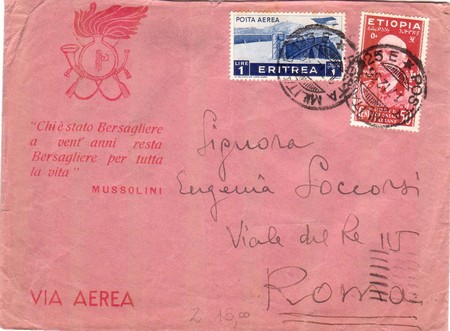 POSTA AEREA
LIRE 1
1
ERITREA
ETIOPIA
"Chi è stato Bersagliere
a vent' anni resta
Bersagliere per tutta
la vita"
MUSSOLINI
Signora
Eugenia Soccorsi
Viale del Re
Roma
VIA AEREA